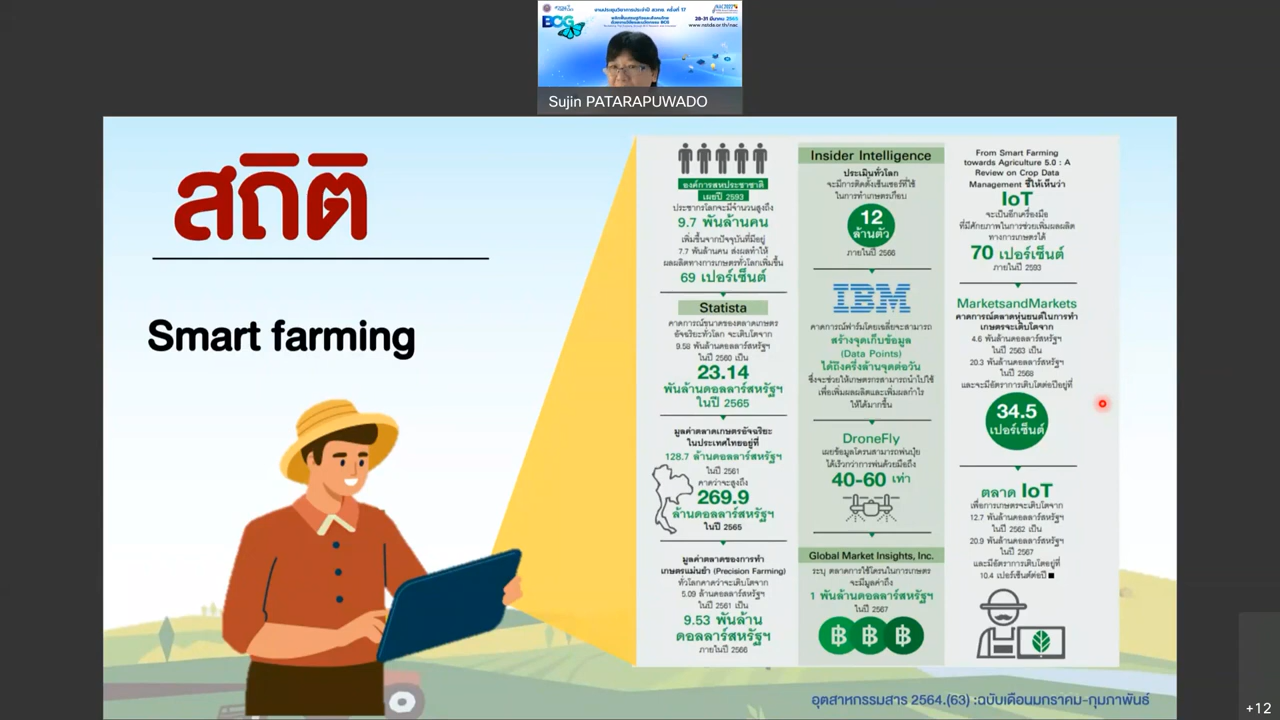 สวทช.
งานประชุมวิชาการประจำปี สวทช. ครั้งที่ 17
BCG
28-31 มีนาคม 2565
www.nstda.or.th/nac
Sujin PATARAPUWADO
สถิติ
Smart farming
องค์การสหประชาชาติ
เผยปี 2593
ประชากรโลกจะมีจำนวนสูงถึง
9.7 พันล้านคน
เพิ่มขึ้นจากปัจจุบันที่มีอยู่
7.7 พันล้านคน ส่งผลทำให้
ผลผลิตทางการเกษตรทั่วโลกเพิ่มขึ้น
69 เปอร์เซ็นต์
Statista
คาดการณ์ขนาดของตลาดเกษตร
อัจฉริยะทั่วโลก จะเติบโตจาก
9.58 พันล้านดอลลาร์สหรัฐฯ
ในปี 2560 เป็น
23.14
พันล้านดอลลาร์สหรัฐฯ
ในปี 2565
มูลค่าตลาดเกษตรอัจฉริยะ
ในประเทศไทยอยู่ที่
128.7 ล้านดอลลาร์สหรัฐฯ
ในปี 2561
คาดว่าจะสูงถึง
269.9
ล้านดอลลาร์สหรัฐฯ
ในปี 2565
มูลค่าตลาดของการทำ
เกษตรแม่นยำ (Precision Farming)
ทั่วโลกคาดว่าจะเติบโตจาก
5.09 พันล้านดอลลาร์สหรัฐฯ
ในปี 2561 เป็น
9.53 พันล้าน
ดอลลาร์สหรัฐฯ
ภายในปี 2566
Insider Intelligence
ประเมินทั่วโลก
จะมีการติดตั้งเซ็นเซอร์ที่ใช้
ในการทำเกษตรเกือบ
12
ล้านตัว
ภายในปี 2566
IBM
คาดการณ์ฟาร์มโดยเฉลี่ยจะสามารถ
สร้างจุดเก็บข้อมูล
(Data Points)
ได้ถึงครึ่งล้านจุดต่อวัน
ซึ่งจะช่วยให้เกษตรกรสามารถนำไปใช้
เพื่อเพิ่มผลผลิตและเพิ่มกำไร
ให้ได้มากขึ้น
DroneFly
เผยข้อมูลโดรนสามารถพ่นปุ๋ย
ได้เร็วกว่าการพ่นด้วยมือถึง
40-60 เท่า
Global Market Insights, Inc.
ระบุ ตลาดการใช้โดรนในการเกษตร
จะมีมูลค่าถึง
1 พันล้านดอลลาร์สหรัฐฯ
ในปี 2567
From Smart Farming
towards Agriculture 5.0 : A
Review on Crop Data
Management ชี้ให้เห็นว่า
IoT
จะเป็นอีกเครื่องมือ
ที่มีศักยภาพในการช่วยเพิ่มผลผลิต
ทางการเกษตรได้
70 เปอร์เซ็นต์
ภายในปี 2593
MarketsandMarkets
คาดการณ์ตลาดหุ่นยนต์ในการทำ
เกษตรจะเติบโตจาก
4.6 พันล้านดอลลาร์สหรัฐฯ
ในปี 2563 เป็น
20.3 พันล้านดอลลาร์สหรัฐฯ
ในปี 2568
และจะมีอัตราการเติบโตต่อปีอยู่ที่
34.5
เปอร์เซ็นต์
ตลาด IoT
เพื่อการเกษตรจะเติบโตจาก
12.7 พันล้านดอลลาร์สหรัฐฯ
ในปี 2562 เป็น
20.9 พันล้านดอลลาร์สหรัฐฯ
ในปี 2567
และมีอัตราการเติบโตอยู่ที่
10.4 เปอร์เซ็นต์ต่อปี
อุตสาหกรรมสาร 2564.(63) :ฉบับเดือนมกราคม-กุมภาพันธ์
+12